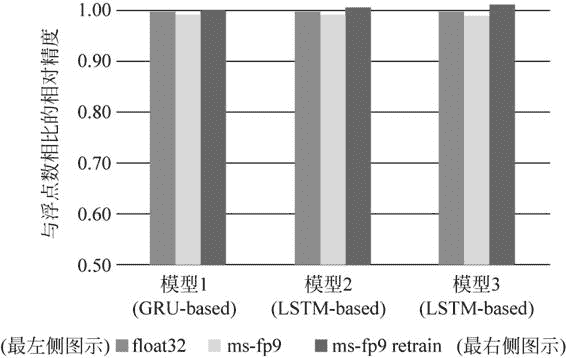 1.00
0.90
0.80
0.70
0.60
0.50
与浮点数相比的相对精度
模型1 模型2 模型3
(GRU-based) (LSTM-based) (LSTM-based)
(最左侧图示) float32 ms-fp9 ms-fp9 retrain (最右侧图示)